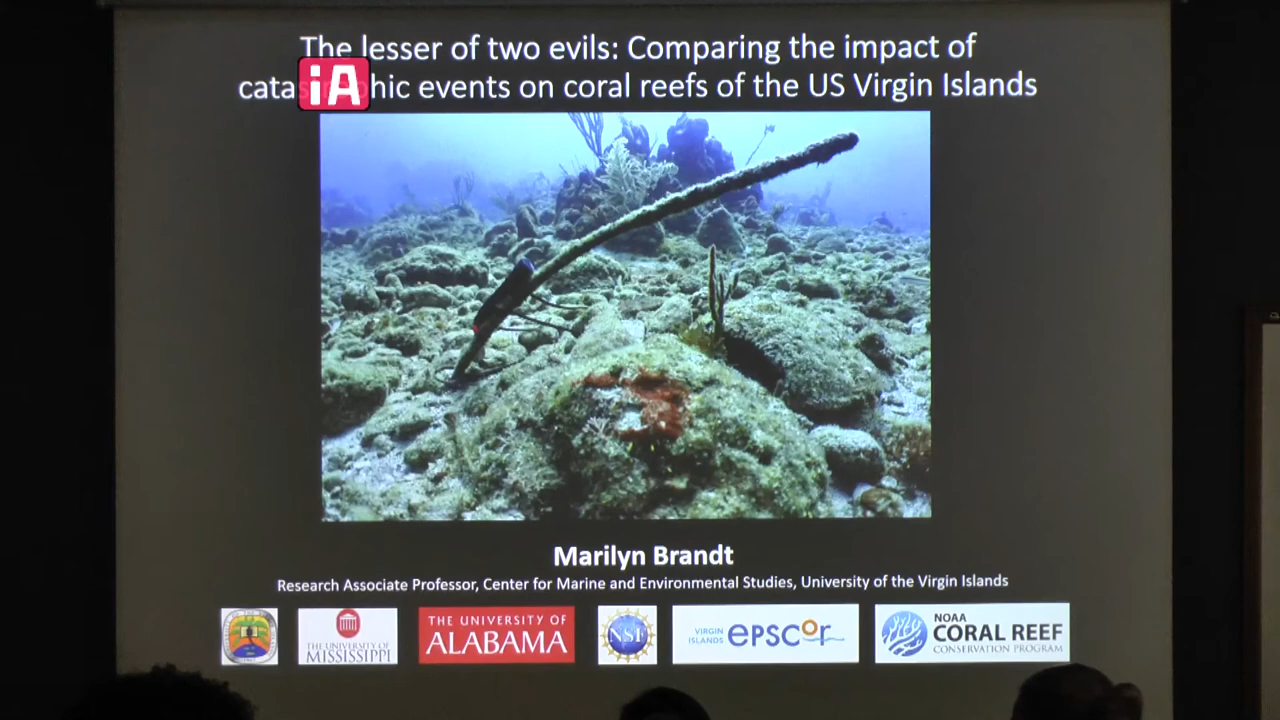 The lesser of two evils: Comparing the impact of
hic events on coral reefs of the US Virgin Islands
iA
Marilyn Brandt
Research Associate Professor, Center for Marine and Environmental Studies, University of the Virgin Islands
THE UNIVERSITY OF
MISSISSIPPI
THE UNIVERSITY OF
ALABAMA
NSF
VIRGIN
ISLANDS
epscor
NOAA
CORAL REEF
CONSERVATION PROGRAM